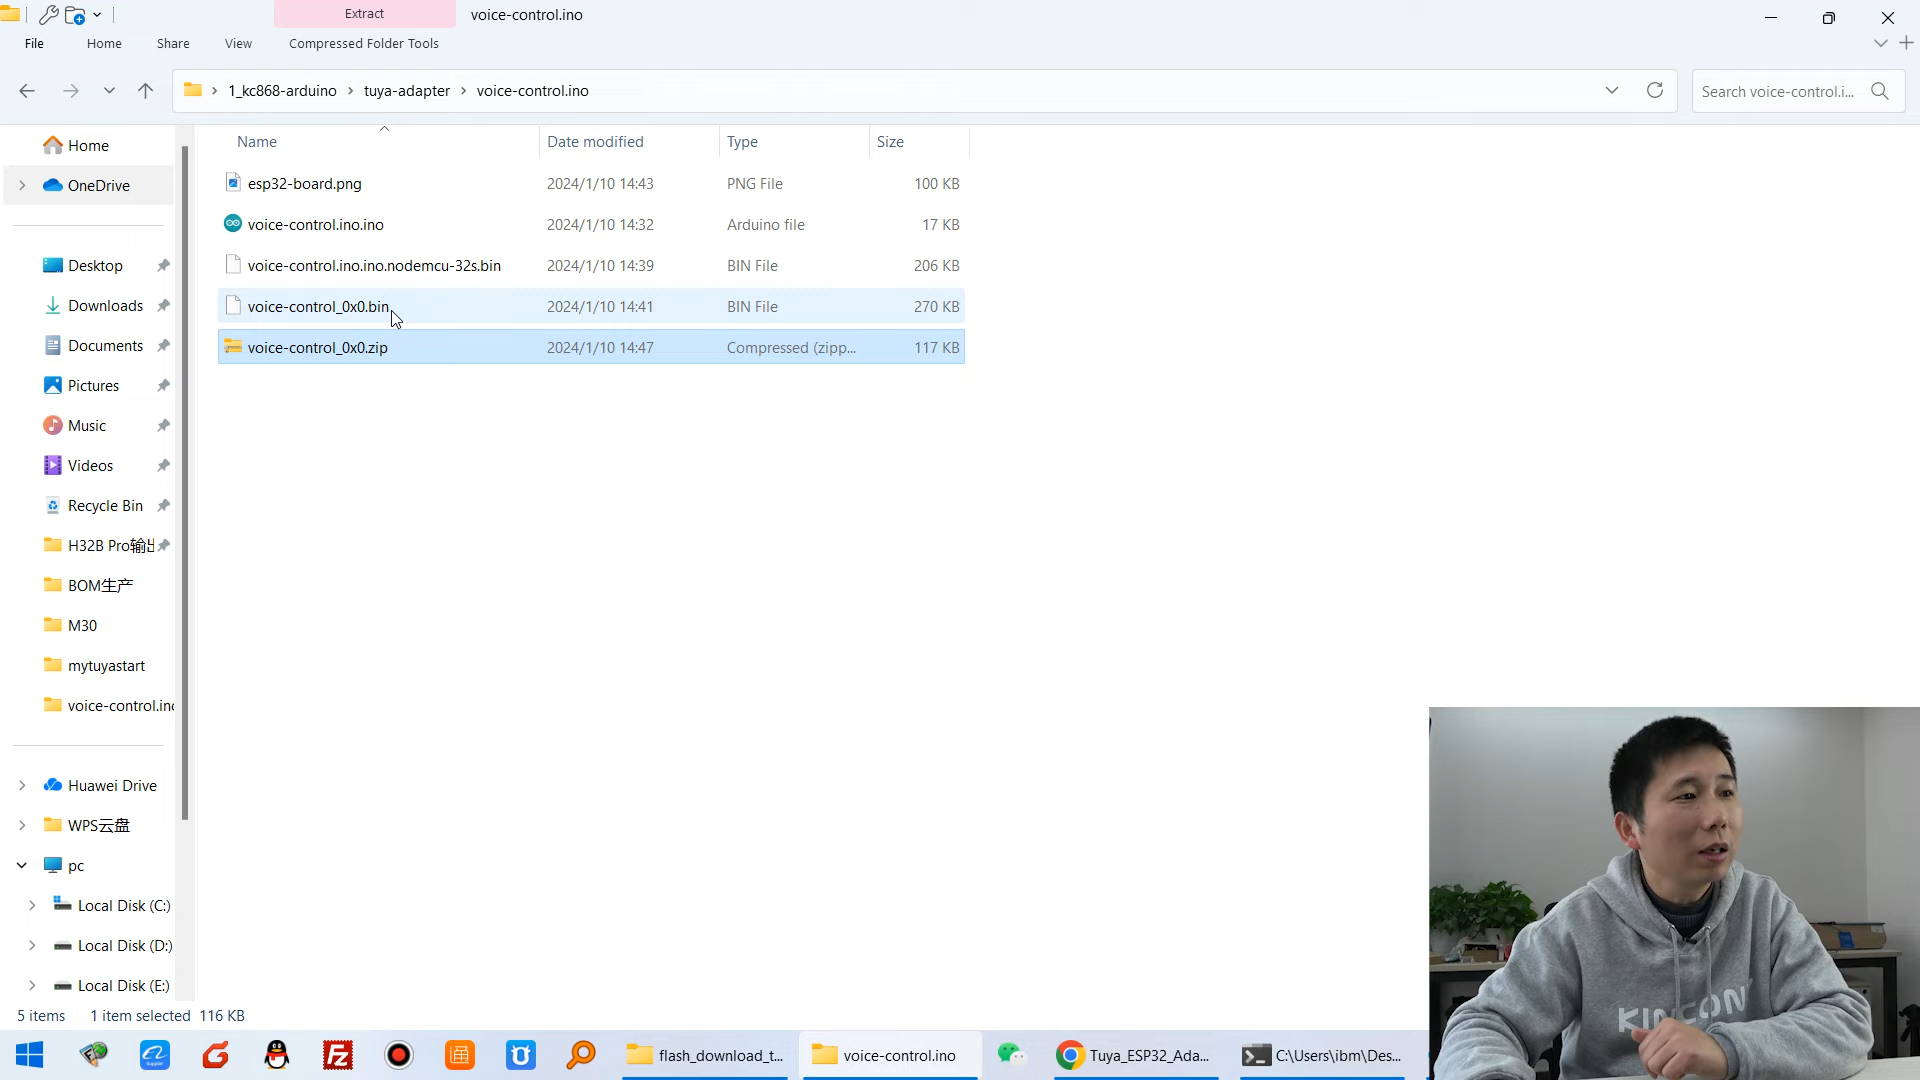 Extract
voice-control.ino
File
Home
Share
View
Compressed Folder Tools
1_kc868-arduino
tuya-adapter
voice-control.ino
Search voice-control.i...
Name
Date modified
Type
Size
esp32-board.png
2024/1/10 14:43
PNG File
100 KB
voice-control.ino.ino
2024/1/10 14:32
Arduino file
17 KB
voice-control.ino.ino.nodemcu-32s.bin
2024/1/10 14:39
BIN File
206 KB
voice-control_0x0.bin
2024/1/10 14:41
BIN File
270 KB
voice-control_0x0.zip
2024/1/10 14:47
Compressed (zipp...
117 KB
Home
OneDrive
Desktop
Downloads
Documents
Pictures
Music
Videos
Recycle Bin
H32B Pro输出
BOM生产
M30
mytuyastart
voice-control.ino
Huawei Drive
WPS云盘
pc
Local Disk (C:)
Local Disk (D:)
Local Disk (E:)
5 items
1 item selected 116 KB
flash_download_t...
voice-control.ino
Tuya_ESP32_Ada...
C:\Users\ibm\Des...